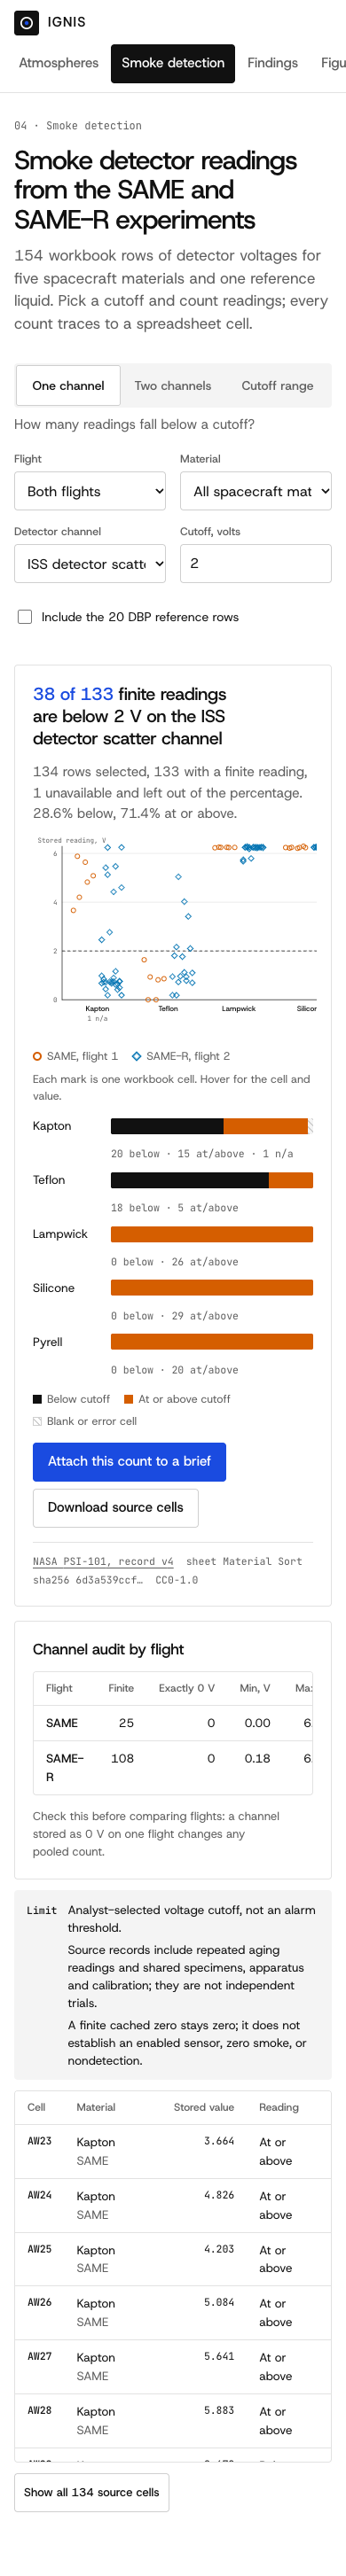 IGNIS
Atmospheres Smoke detection Findings Figu
04 · Smoke detection
Smoke detector readings
from the SAME and
SAME-R experiments
154 workbook rows of detector voltages for
five spacecraft materials and one reference
liquid. Pick a cutoff and count readings; every
count traces to a spreadsheet cell.
One channel Two channels Cutoff range
How many readings fall below a cutoff?
Flight Material
Both flights All spacecraft mat
Detector channel Cutoff, volts
ISS detector scatte 2
Include the 20 DBP reference rows
38 of 133 finite readings
are below 2 V on the ISS
detector scatter channel
134 rows selected, 133 with a finite reading,
1 unavailable and left out of the percentage.
28.6% below, 71.4% at or above.
Stored reading, V
6
4
2
0
Kapton Teflon Lampwick Silicor
1 n/a
SAME, flight 1 SAME-R, flight 2
Each mark is one workbook cell. Hover for the cell and
value.
Kapton
20 below · 15 at/above · 1 n/a
Teflon
18 below · 5 at/above
Lampwick
0 below · 26 at/above
Silicone
0 below · 29 at/above
Pyrell
0 below · 20 at/above
Below cutoff At or above cutoff
Blank or error cell
Attach this count to a brief
Download source cells
NASA PSI-101, record v4 sheet Material Sort
sha256 6d3a539ccf… CC0-1.0
Channel audit by flight
Flight Finite Exactly 0 V Min, V Ma
SAME 25 0 0.00 6.
SAME- 108 0 0.18 6.
R
Check this before comparing flights: a channel
stored as 0 V on one flight changes any
pooled count.
Limit Analyst-selected voltage cutoff, not an alarm
threshold.
Source records include repeated aging
readings and shared specimens, apparatus
and calibration; they are not independent
trials.
A finite cached zero stays zero; it does not
establish an enabled sensor, zero smoke, or
nondetection.
Cell Material Stored value Reading
AW23 Kapton 3.664 At or
SAME above
AW24 Kapton 4.826 At or
SAME above
AW25 Kapton 4.203 At or
SAME above
AW26 Kapton 5.084 At or
SAME above
AW27 Kapton 5.641 At or
SAME above
AW28 Kapton 5.883 At or
SAME above
Show all 134 source cells